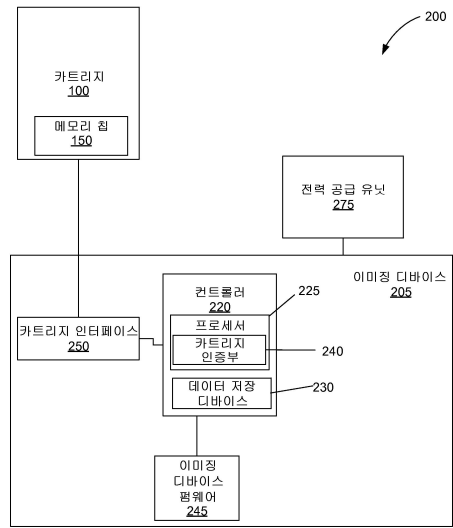 200
카트리지
100
메모리 칩
150
전력 공급 유닛
275
이미징 디바이스
205
컨트롤러
220
225
프로세서
카트리지
인증부
240
카트리지 인터페이스
250
데이터 저장
디바이스
230
이미징
디바이스
펌웨어
245